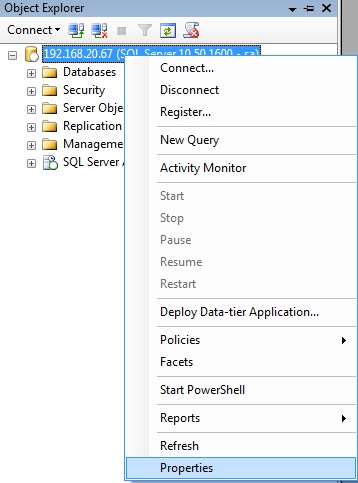 Object Explorer
Connect
192.168.20.67 (SQL Server 10.50.1600 - sa)
Databases
Security
Server Obje
Replication
Manageme
SQL Server A
Connect...
Disconnect
Register...
New Query
Activity Monitor
Start
Stop
Pause
Resume
Restart
Deploy Data-tier Application...
Policies
Facets
Start PowerShell
Reports
Refresh
Properties